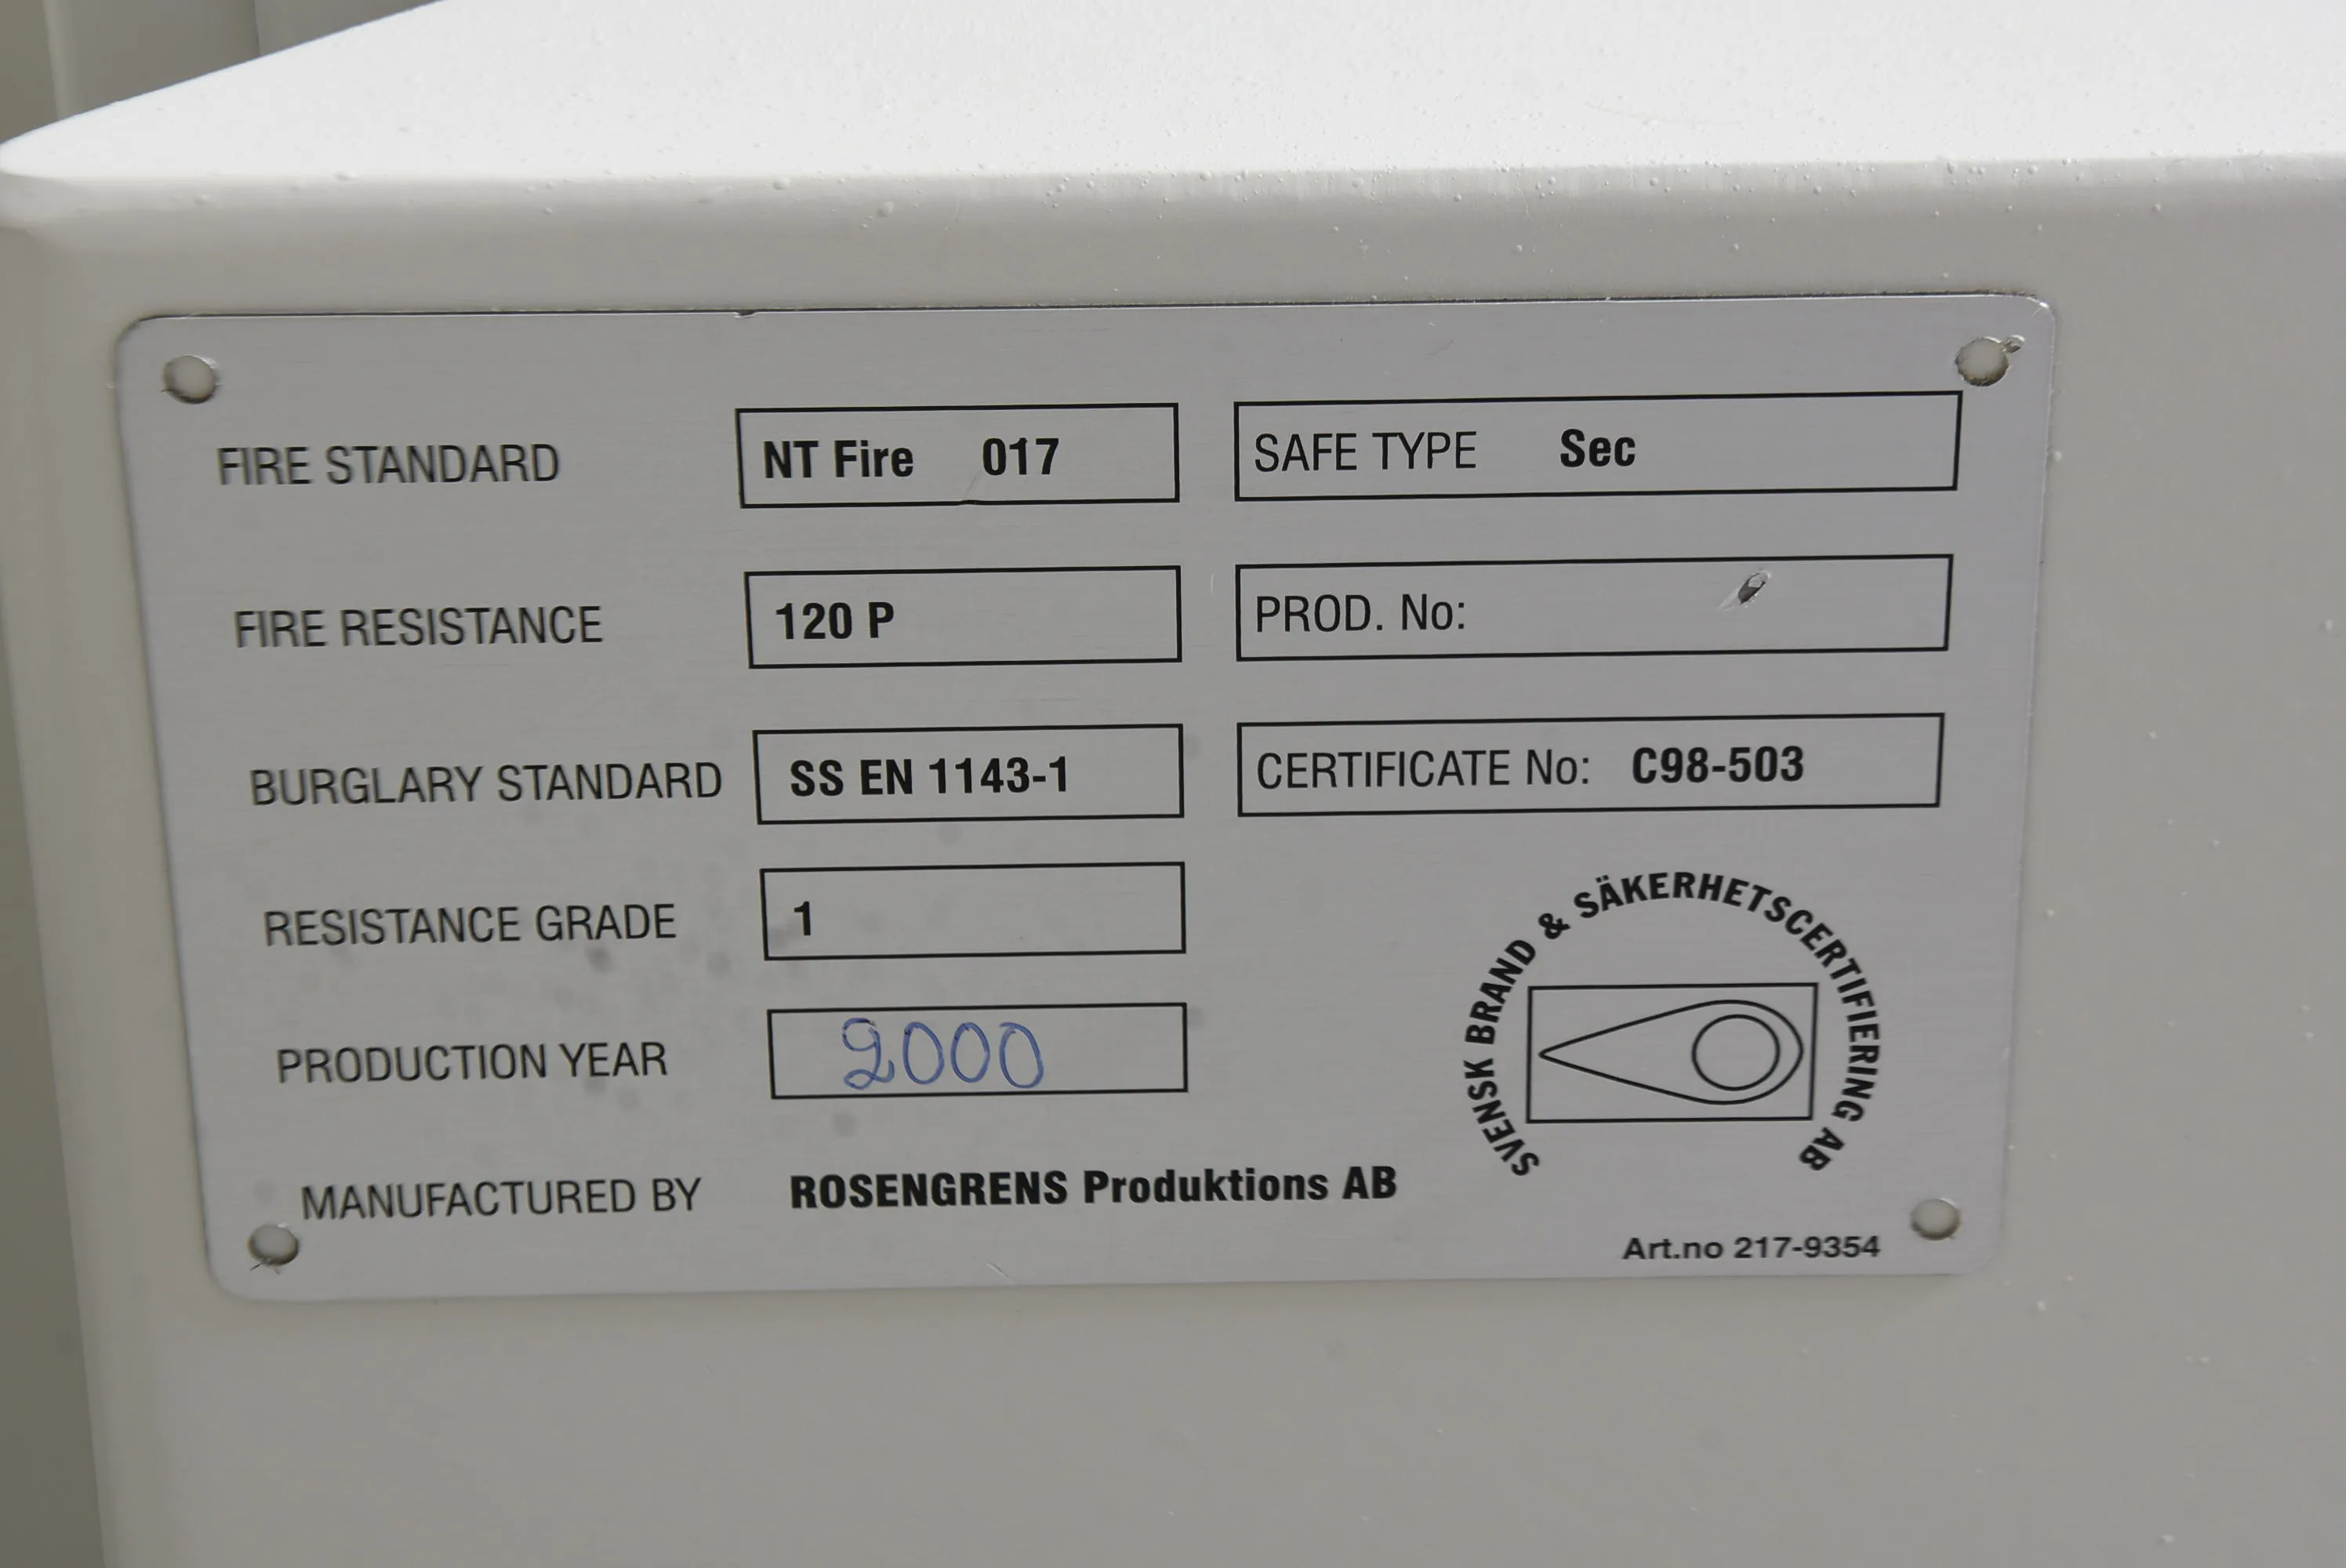 FIRE STANDARD NT Fire 017 SAFE TYPE Sec
FIRE RESISTANCE 120 P PROD. No:
BURGLARY STANDARD SS EN 1143-1 CERTIFICATE No: C98-503
RESISTANCE GRADE 1
PRODUCTION YEAR 2000
MANUFACTURED BY ROSENGRENS Produktions AB
SVENSK BRAND & SÄKERHETSCERTIFIERING AB
Art.no 217-9354